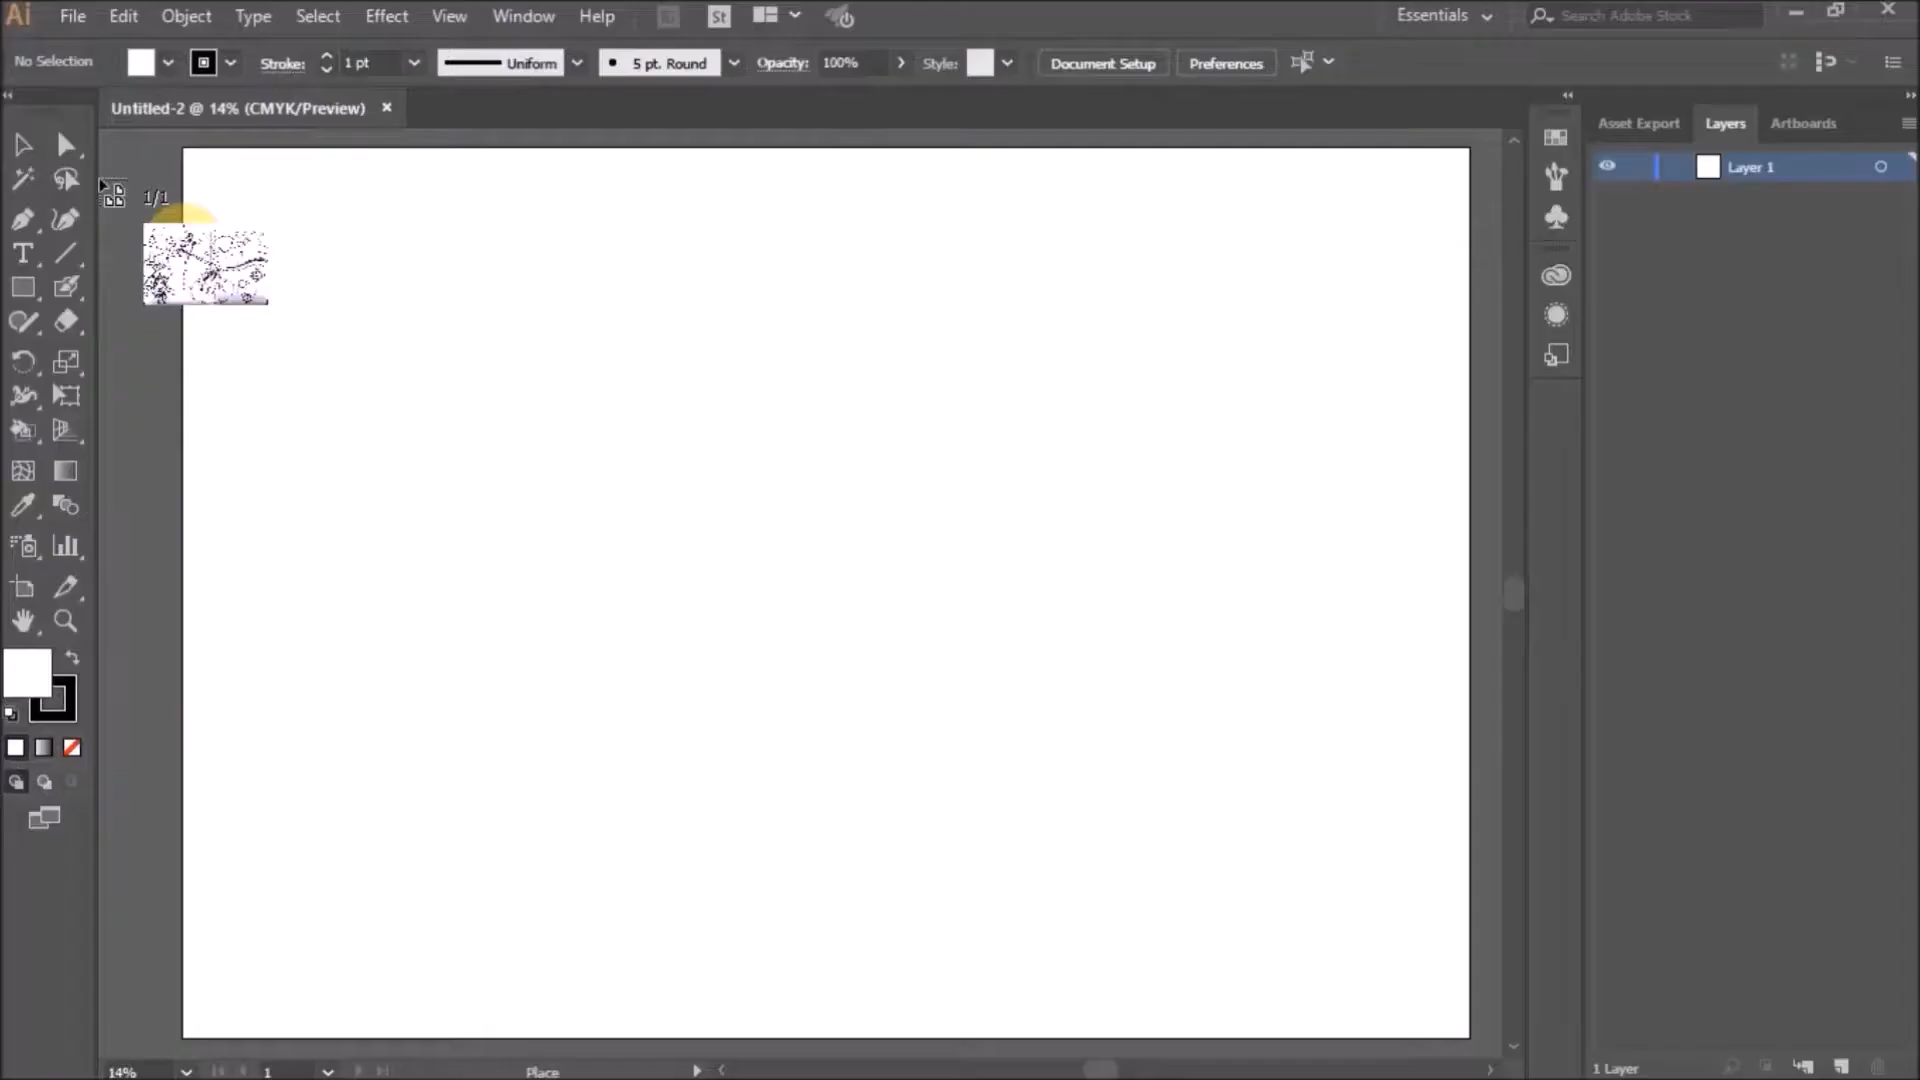 Ai File Edit Object Type Select Effect View Window Help Br St Essentials Search Adobe Stock
No Selection Stroke: 1 pt Uniform 5 pt. Round Opacity: 100% Style: Document Setup Preferences
Untitled-2 @ 14% (CMYK/Preview)
Asset Export Layers Artboards
1/1
Layer 1
14% 1 Place
1 Layer